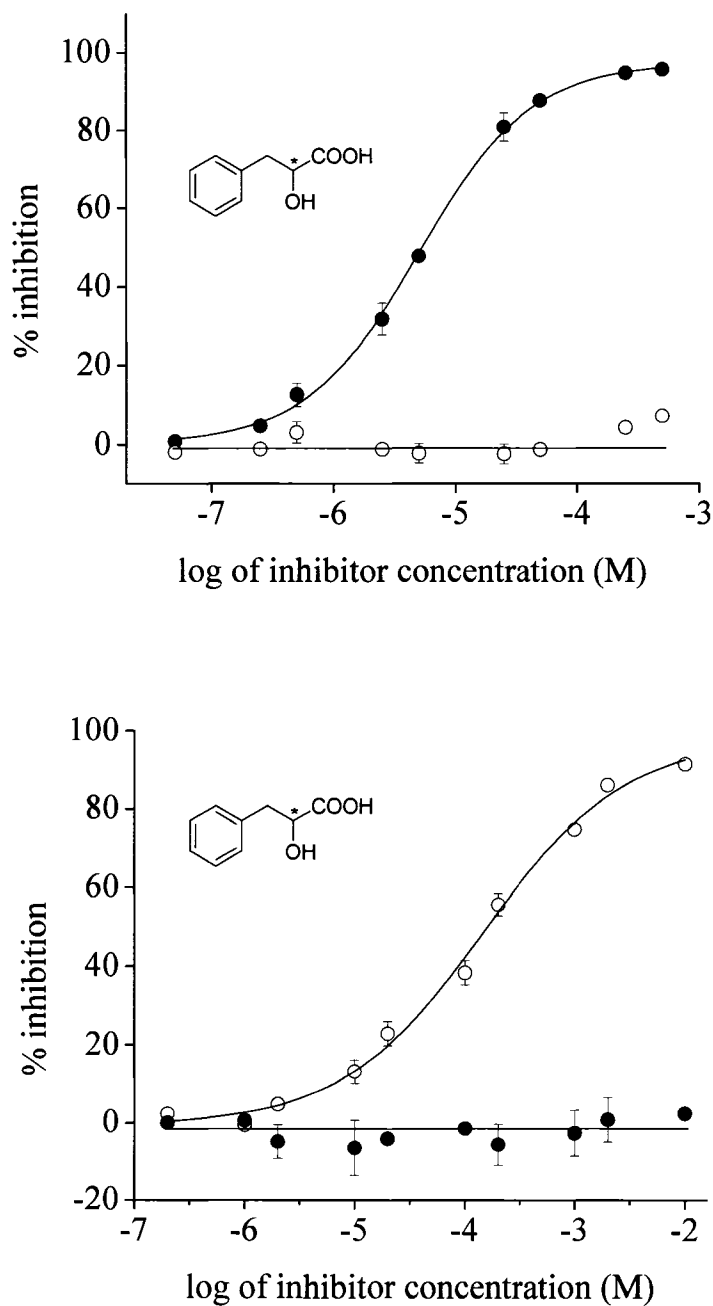 100
80
60
40
20
0
% inhibition
* COOH
OH
-7 -6 -5 -4 -3
log of inhibitor concentration (M)
100
80
60
40
20
0
-20
% inhibition
* COOH
OH
-7 -6 -5 -4 -3 -2
log of inhibitor concentration (M)